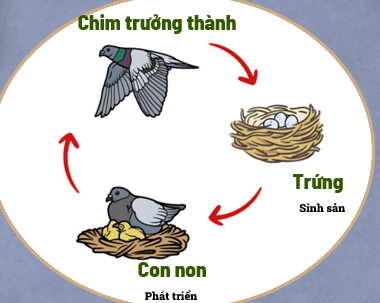 Chim trưởng thành
Trứng
Sinh sản
Con non
Phát triển